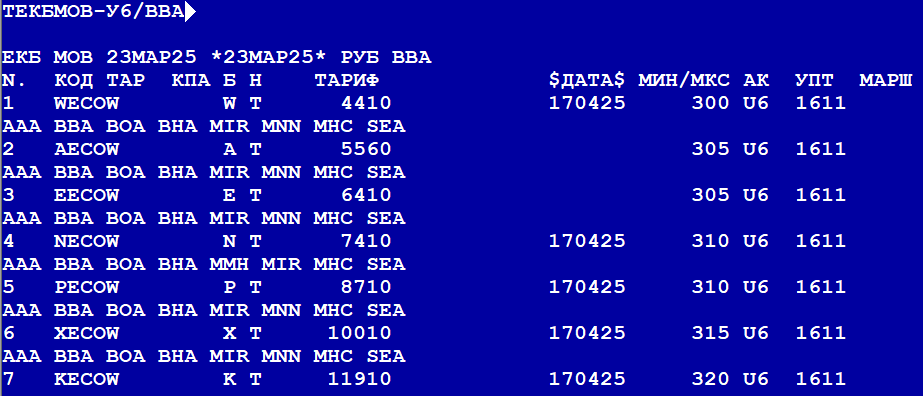 ТЕКБМОВ-У6/ВВА
ЕКБ МОВ 23МАР25 *23МАР25* РУБ ВВА
N. КОД ТАР КПА Б Н ТАРИФ $ДАТА$ МИН/МКС АК УПТ МАРШ
1 WECOW W T 4410 170425 300 U6 1611
AAA BBA BOA BHA MIR MNN MHC SEA
2 AECOW A T 5560 305 U6 1611
AAA BBA BOA BHA MIR MNN MHC SEA
3 EECOW E T 6410 305 U6 1611
AAA BBA BOA BHA MIR MNN MHC SEA
4 NECOW N T 7410 170425 310 U6 1611
AAA BBA BOA BHA MMH MIR MHC SEA
5 PECOW P T 8710 170425 310 U6 1611
AAA BBA BOA BHA MIR MNN MHC SEA
6 XECOW X T 10010 170425 315 U6 1611
AAA BBA BOA BHA MIR MNN MHC SEA
7 KECOW K T 11910 170425 320 U6 1611